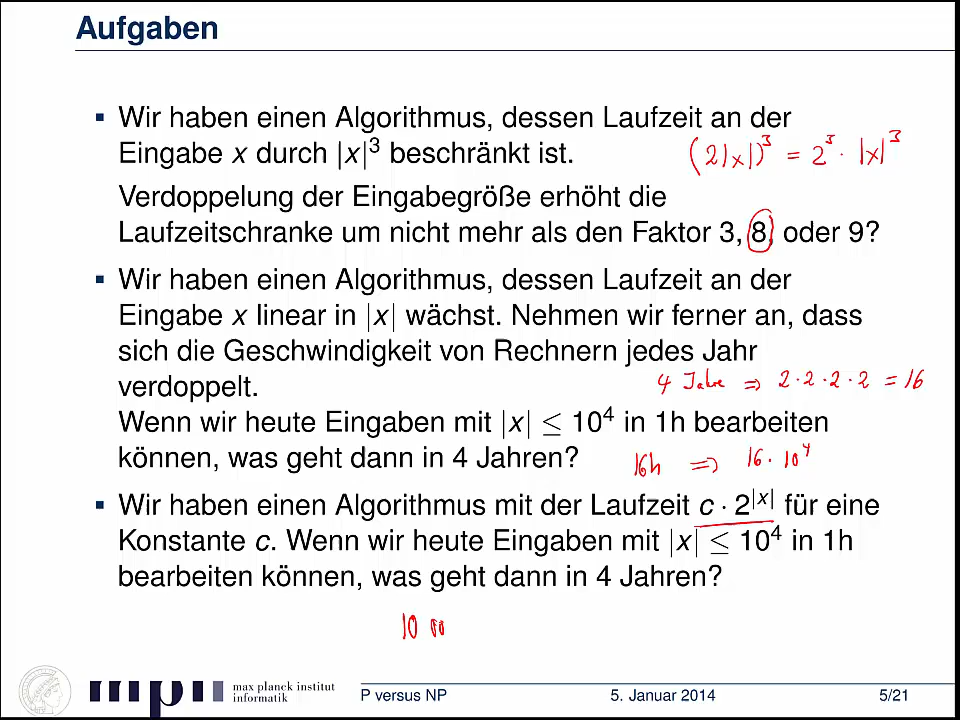 Aufgaben
▪ Wir haben einen Algorithmus, dessen Laufzeit an der
Eingabe x durch |x|³ beschränkt ist.
(2|x|)³ = 2³ · |x|³
Verdoppelung der Eingabegröße erhöht die
Laufzeitschranke um nicht mehr als den Faktor 3, 8, oder 9?
▪ Wir haben einen Algorithmus, dessen Laufzeit an der
Eingabe x linear in |x| wächst. Nehmen wir ferner an, dass
sich die Geschwindigkeit von Rechnern jedes Jahr
verdoppelt.
4 Jahre ⇒ 2·2·2·2 = 16
Wenn wir heute Eingaben mit |x| ≤ 10⁴ in 1h bearbeiten
können, was geht dann in 4 Jahren?
16h ⇒ 16·10⁴
▪ Wir haben einen Algorithmus mit der Laufzeit c · 2^|x| für eine
Konstante c. Wenn wir heute Eingaben mit |x| ≤ 10⁴ in 1h
bearbeiten können, was geht dann in 4 Jahren?
10
max planck institut
informatik
P versus NP
5. Januar 2014
5/21